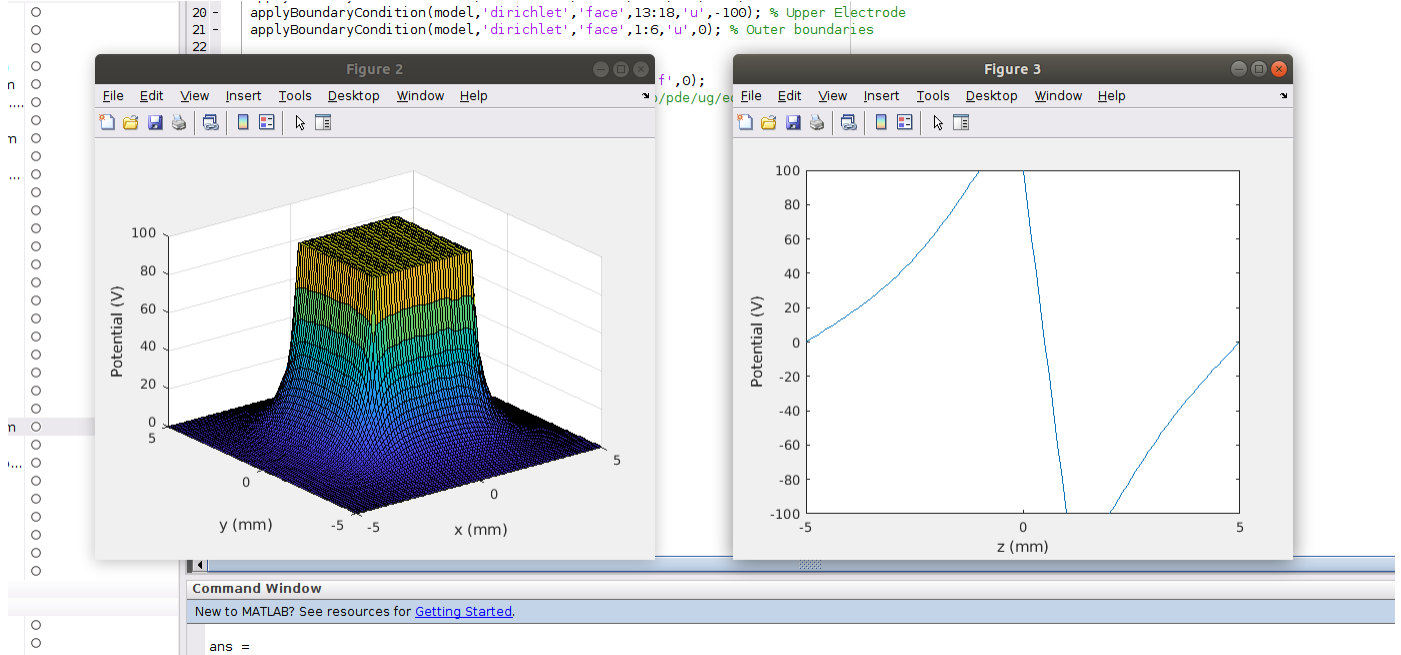 20 - applyBoundaryCondition(model,'dirichlet','face',13:18,'u',-100); % Upper Electrode
21 - applyBoundaryCondition(model,'dirichlet','face',1:6,'u',0); % Outer boundaries
22
f',0);
/pde/ug/e
m
....
m
...
m
...
Figure 2
File Edit View Insert Tools Desktop Window Help
100
80
60
40
20
0
Potential (V)
5
0
-5
y (mm)
-5
0
5
x (mm)
Figure 3
File Edit View Insert Tools Desktop Window Help
100
80
60
40
20
0
-20
-40
-60
-80
-100
Potential (V)
-5 0 5
z (mm)
Command Window
New to MATLAB? See resources for Getting Started.
ans =